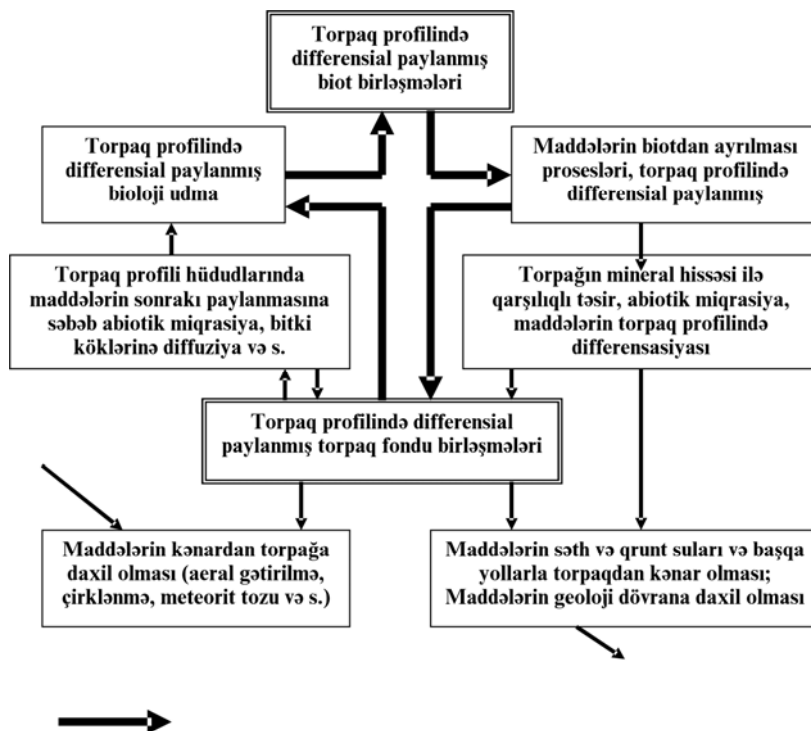 Torpaq profilində
differensial paylanmış
biot birləşmələri
Torpaq profilində
differensial paylanmış
bioloji udma
Maddələrin biotdan ayrılması
prosesləri, torpaq profilində
differensial paylanmış
Torpaq profili hüdudlarında
maddələrin sonrakı paylanmasına
səbəb abiotik miqrasiya, bitki
köklərinə diffuziya və s.
Torpağın mineral hissəsi ilə
qarşılıqlı təsir, abiotik miqrasiya,
maddələrin torpaq profilində
differensasiyası
Torpaq profilində differensial
paylanmış torpaq fondu birləşmələri
Maddələrin kənardan torpağa
daxil olması (aeral gətirilmə,
çirklənmə, meteorit tozu və s.)
Maddələrin səth və qrunt suları və başqa
yollarla torpaqdan kənar olması;
Maddələrin geoloji dövrana daxil olması